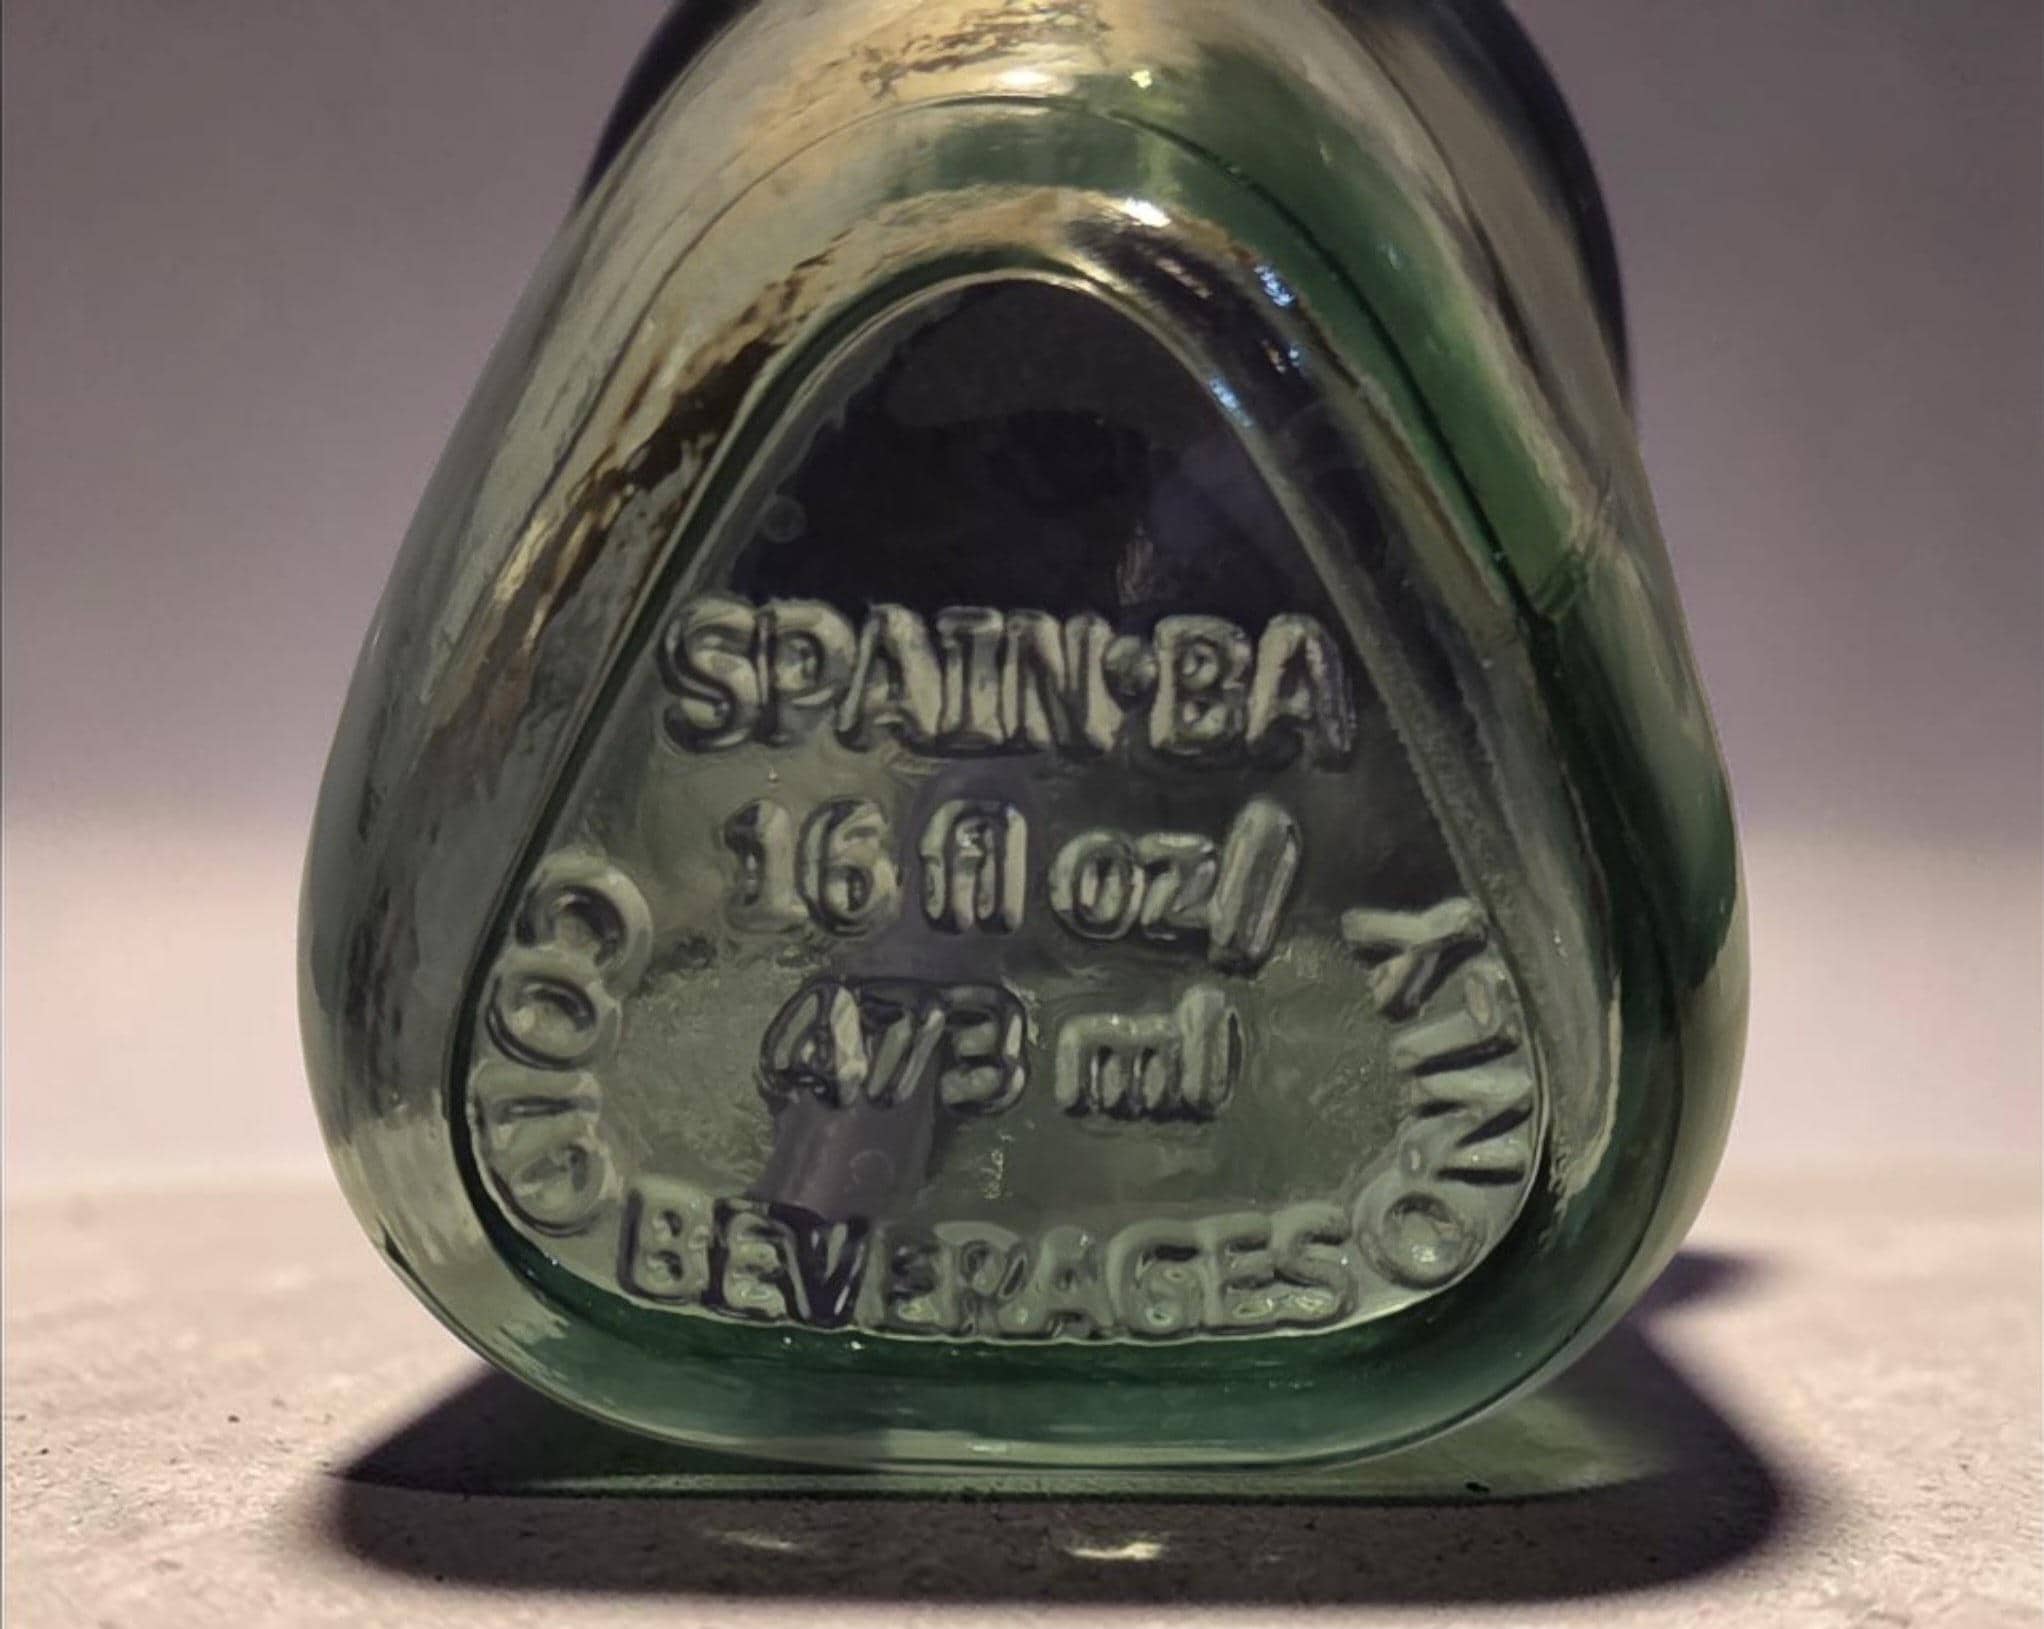 SPAIN·BA
16 fl oz/
473 ml
COLD BEVERAGES ONLY